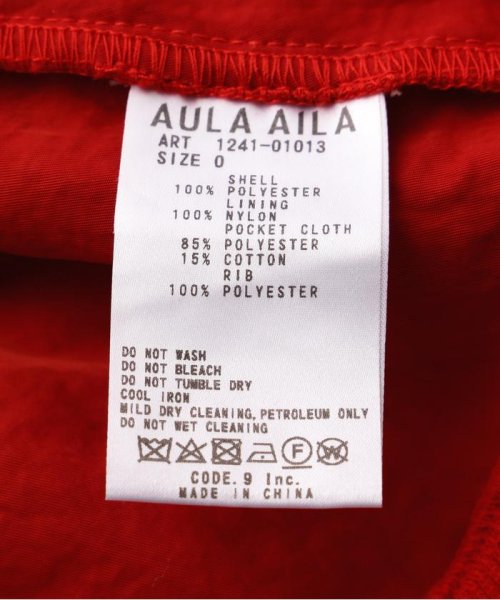 AULA AILA
ART 1241-01013
SIZE 0
SHELL
100% POLYESTER
LINING
100% NYLON
POCKET CLOTH
85% POLYESTER
15% COTTON
RIB
100% POLYESTER
DO NOT WASH
DO NOT BLEACH
DO NOT TUMBLE DRY
COOL IRON
MILD DRY CLEANING, PETROLEUM ONLY
DO NOT WET CLEANING
F W
CODE. 9 Inc.
MADE IN CHINA